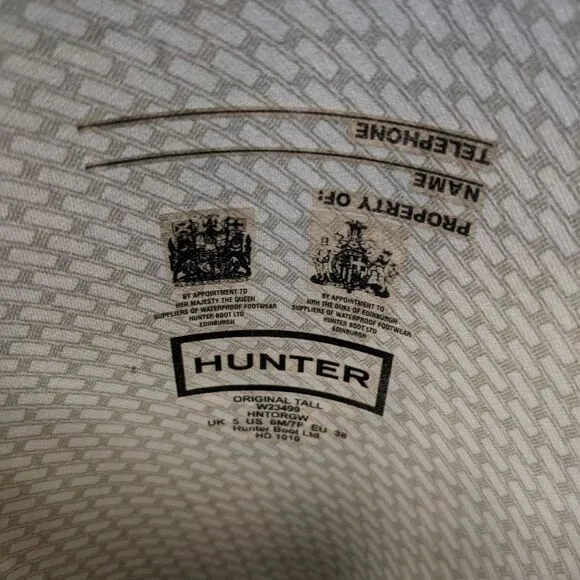 PROPERTY OF:
NAME
TELEPHONE
BY APPOINTMENT TO
HER MAJESTY THE QUEEN
SUPPLIERS OF WATERPROOF FOOTWEAR
HUNTER BOOT LTD
EDINBURGH
BY APPOINTMENT TO
HRH THE DUKE OF EDINBURGH
SUPPLIERS OF WATERPROOF FOOTWEAR
HUNTER BOOT LTD
EDINBURGH
HUNTER
ORIGINAL TALL
W23499
HNTORGW
UK 5 US 6M/7F EU 38
Hunter Boot Ltd.
HD 1010